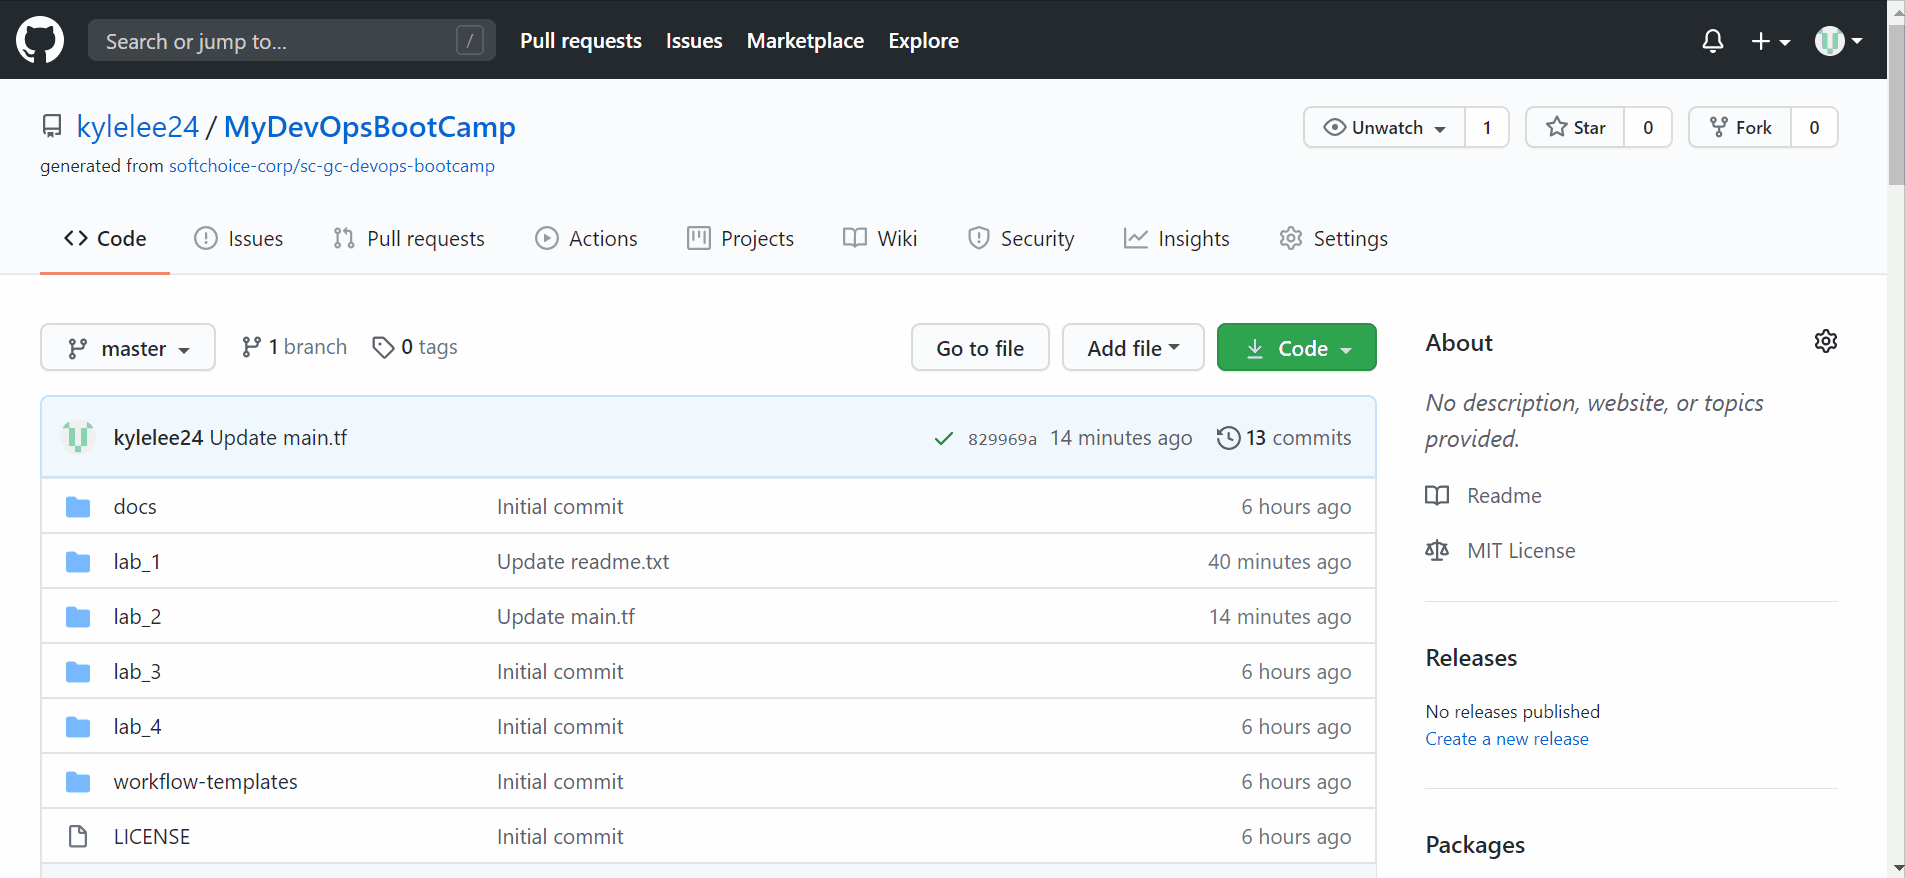 Search or jump to... / Pull requests Issues Marketplace Explore
kylelee24 / MyDevOpsBootCamp Unwatch 1 Star 0 Fork 0
generated from softchoice-corp/sc-gc-devops-bootcamp
Code Issues Pull requests Actions Projects Wiki Security Insights Settings
master 1 branch 0 tags Go to file Add file Code
kylelee24 Update main.tf 829969a 14 minutes ago 13 commits
docs Initial commit 6 hours ago
lab_1 Update readme.txt 40 minutes ago
lab_2 Update main.tf 14 minutes ago
lab_3 Initial commit 6 hours ago
lab_4 Initial commit 6 hours ago
workflow-templates Initial commit 6 hours ago
LICENSE Initial commit 6 hours ago
About
No description, website, or topics
provided.
Readme
MIT License
Releases
No releases published
Create a new release
Packages